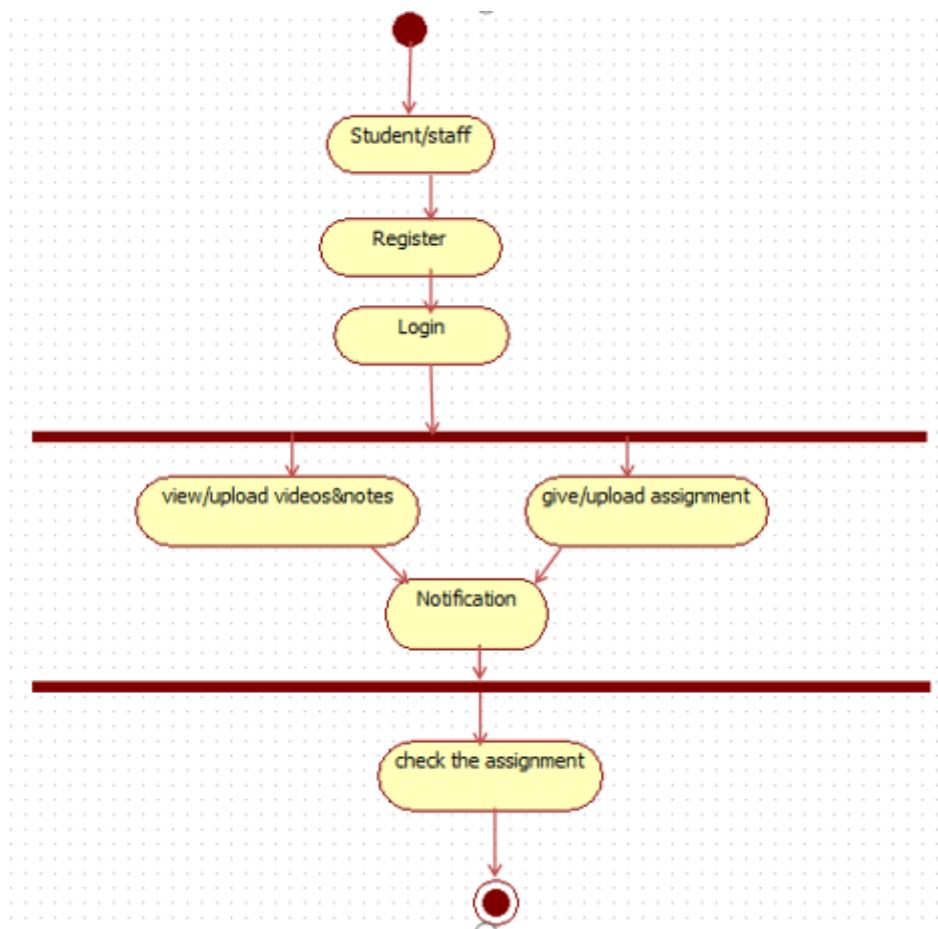 Student/staff
Register
Login
view/upload videos&notes
give/upload assignment
Notification
check the assignment